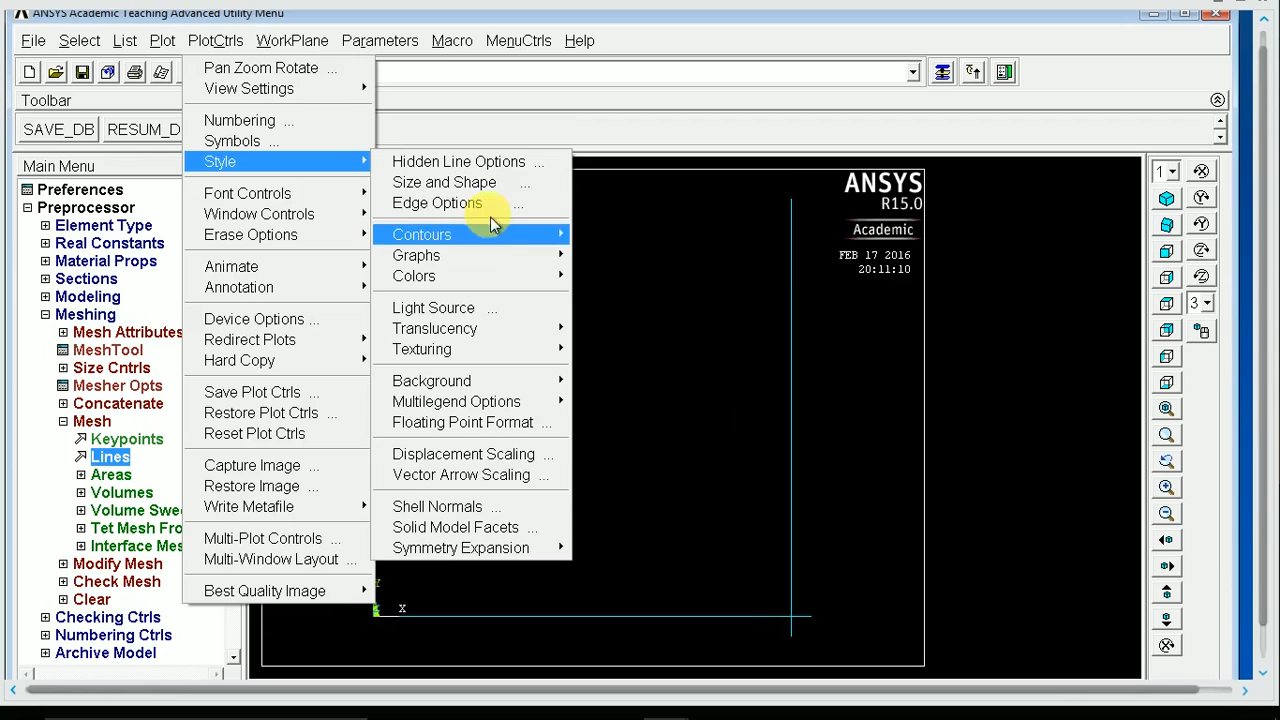 ANSYS Academic Teaching Advanced Utility Menu
File Select List Plot PlotCtrls WorkPlane Parameters Macro MenuCtrls Help
Toolbar
SAVE_DB RESUM_D
Main Menu
Preferences
Preprocessor
Element Type
Real Constants
Material Props
Sections
Modeling
Meshing
Mesh Attributes
MeshTool
Size Cntrls
Mesher Opts
Concatenate
Mesh
Keypoints
Lines
Areas
Volumes
Volume Swe
Tet Mesh Fro
Interface Mes
Modify Mesh
Check Mesh
Clear
Checking Ctrls
Numbering Ctrls
Archive Model
Pan Zoom Rotate ...
View Settings
Numbering ...
Symbols ...
Style
Font Controls
Window Controls
Erase Options
Animate
Annotation
Device Options ...
Redirect Plots
Hard Copy
Save Plot Ctrls ...
Restore Plot Ctrls ...
Reset Plot Ctrls
Capture Image ...
Restore Image ...
Write Metafile
Multi-Plot Controls ...
Multi-Window Layout ...
Best Quality Image
Hidden Line Options ...
Size and Shape ...
Edge Options ...
Contours
Graphs
Colors
Light Source ...
Translucency
Texturing
Background
Multilegend Options
Floating Point Format ...
Displacement Scaling ...
Vector Arrow Scaling ...
Shell Normals ...
Solid Model Facets ...
Symmetry Expansion
ANSYS
R15.0
Academic
FEB 17 2016
20:11:10
Y
X
1
3